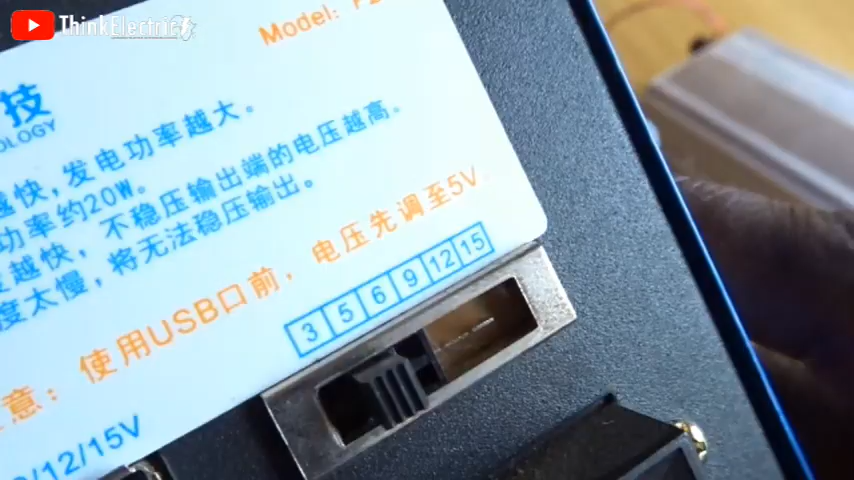 ThinkElectric
Model:
技
OLOGY
越快,发电功率越大。
功率约20W。
越快,不稳压输出端的电压越高。
度太慢,将无法稳压输出。
意:使用USB口前,电压先调至5V
3 5 6 9 12 15
/12/15V